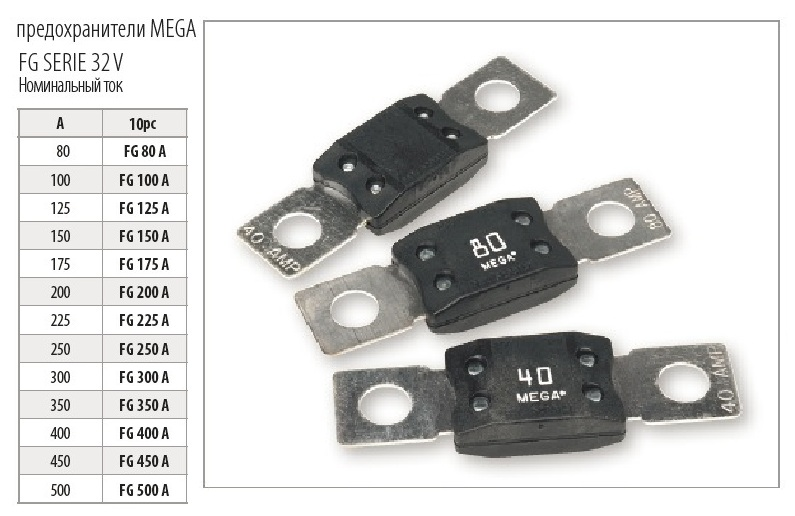 предохранители MEGA
FG SERIE 32 V
Номинальный ток
A 10pc
80 FG 80 A
100 FG 100 A
125 FG 125 A
150 FG 150 A
175 FG 175 A
200 FG 200 A
225 FG 225 A
250 FG 250 A
300 FG 300 A
350 FG 350 A
400 FG 400 A
450 FG 450 A
500 FG 500 A
40 AMP
80
MEGA®
80 AMP
40
MEGA®
40 AMP